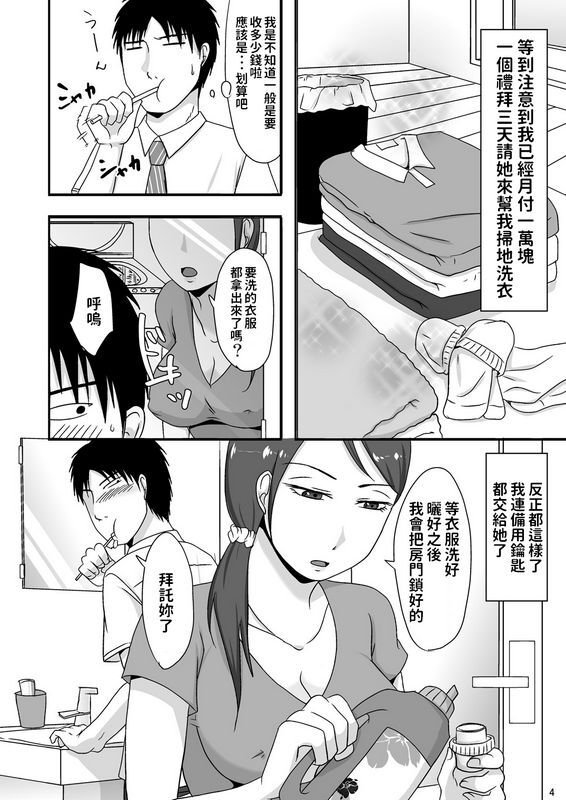 等到注意到我已經月付一萬塊
一個禮拜三天請她來幫我掃地洗衣
我是不知道一般是要
收多少錢啦
應該是…划算吧
うーん
シャカ
シャカ
要洗的衣服
都拿出來了嗎？
ドキッ
呼嗚
反正都這樣了
我連備用鑰匙
都交給她了
等衣服洗好
曬好之後
我會把房門鎖好的
拜託妳了
4